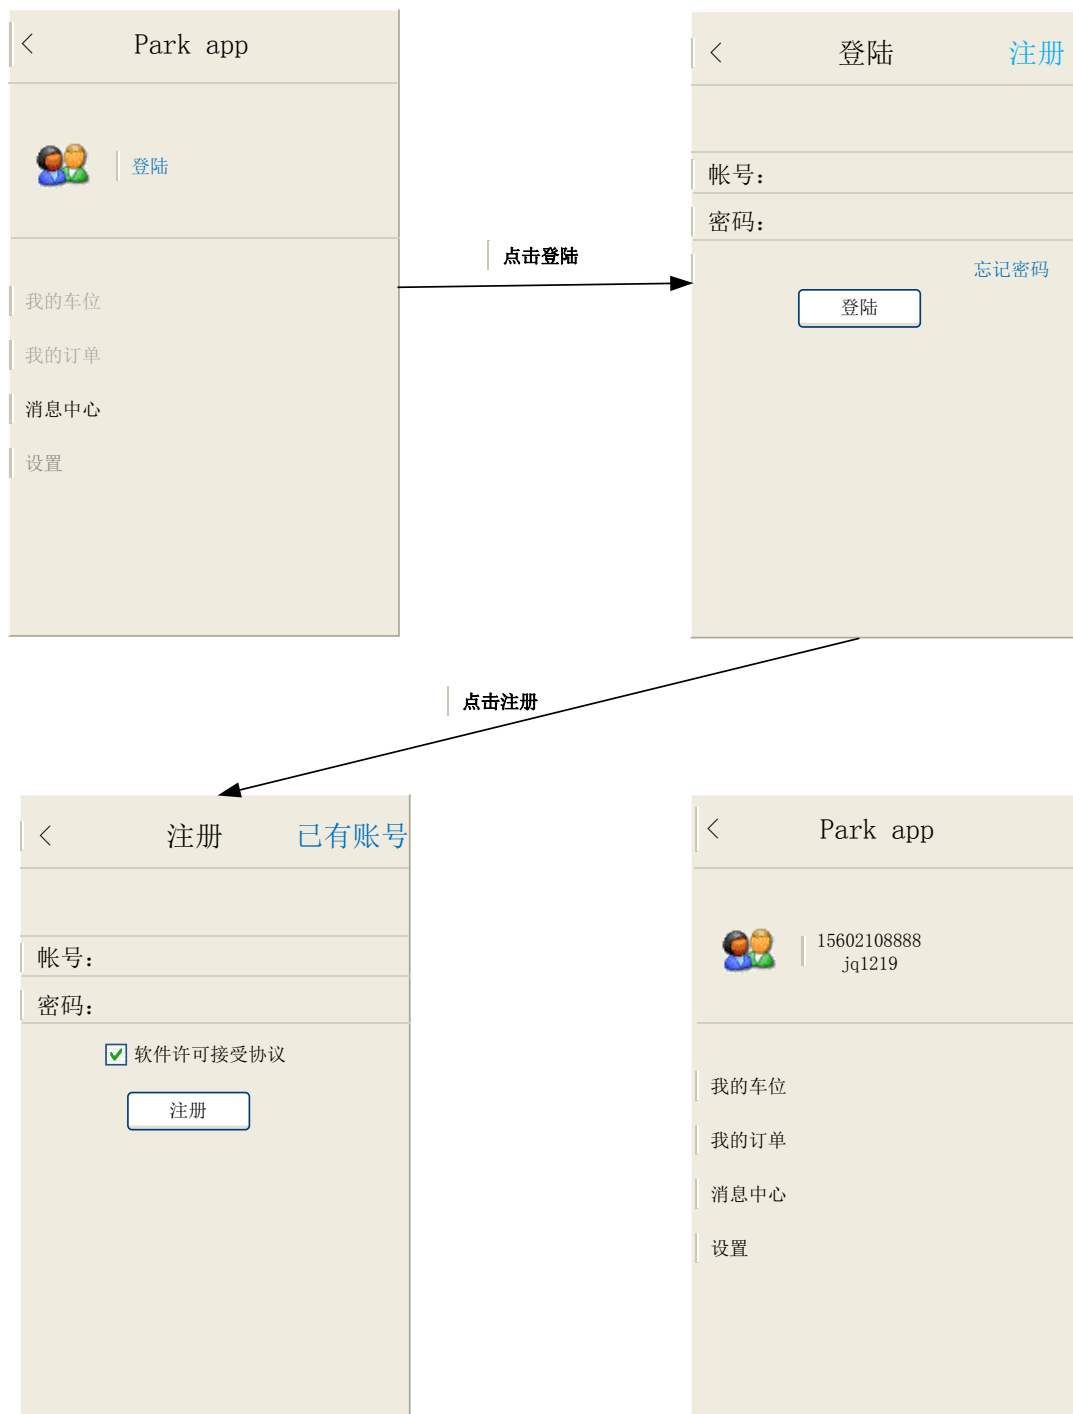 Park app
登陆
我的车位
我的订单
消息中心
设置
点击登陆
登陆 注册
帐号：
密码：
忘记密码
登陆
点击注册
注册 已有账号
帐号：
密码：
软件许可接受协议
注册
Park app
15602108888
jq1219
我的车位
我的订单
消息中心
设置